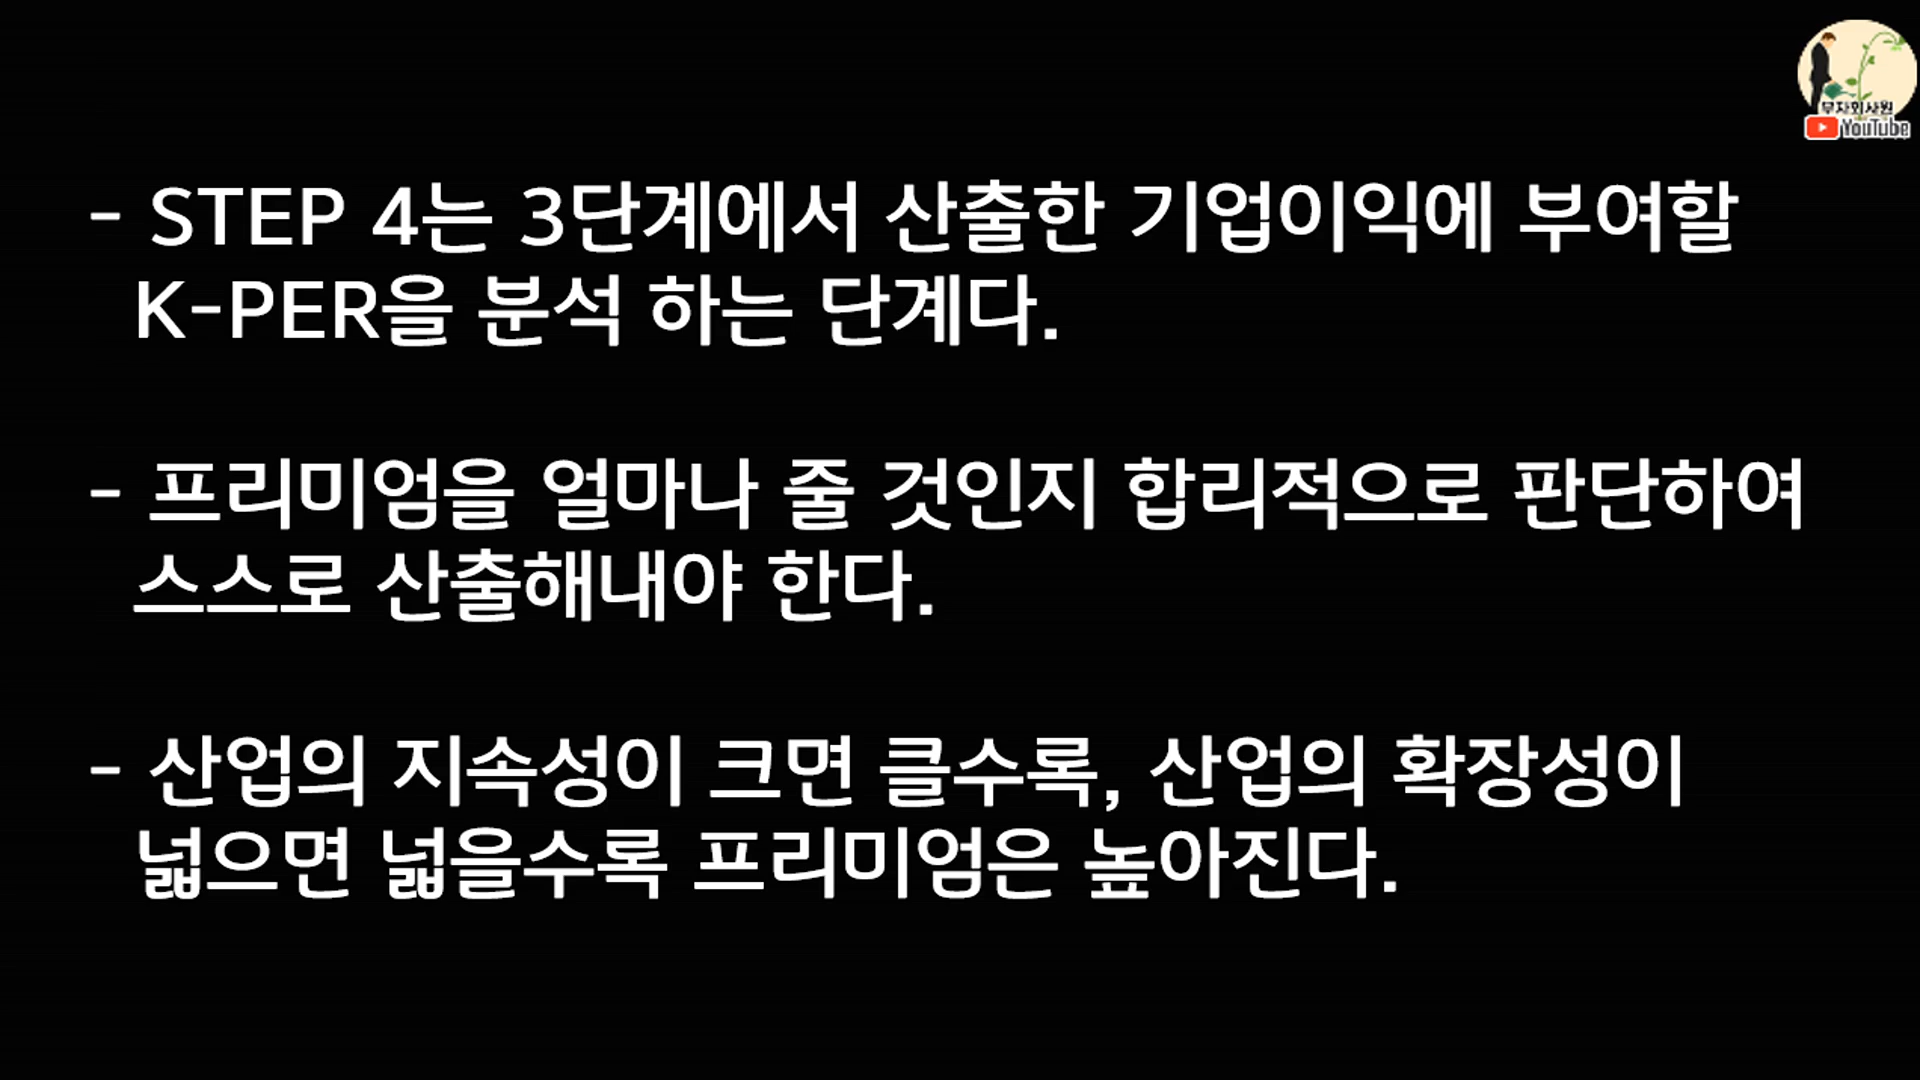 부자회사원
YouTube
- STEP 4는 3단계에서 산출한 기업이익에 부여할
K-PER을 분석 하는 단계다.
- 프리미엄을 얼마나 줄 것인지 합리적으로 판단하여
스스로 산출해내야 한다.
- 산업의 지속성이 크면 클수록, 산업의 확장성이
넓으면 넓을수록 프리미엄은 높아진다.